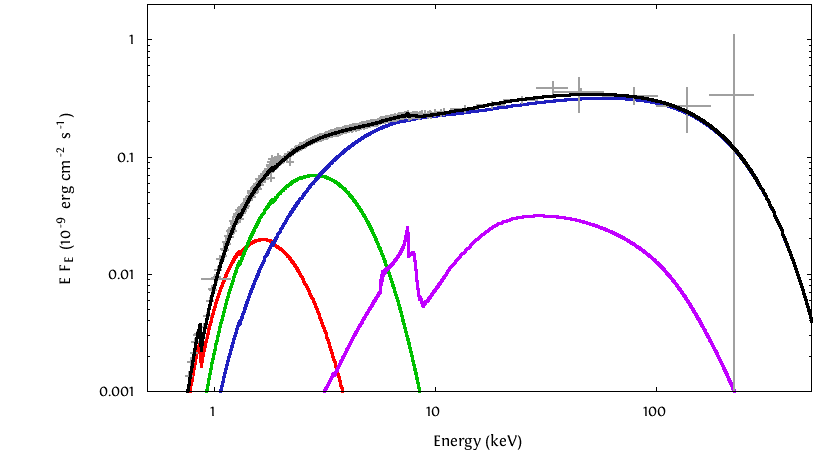 1
0.1
0.01
0.001
E F_E (10^-9 erg cm^-2 s^-1)
1 10 100
Energy (keV)